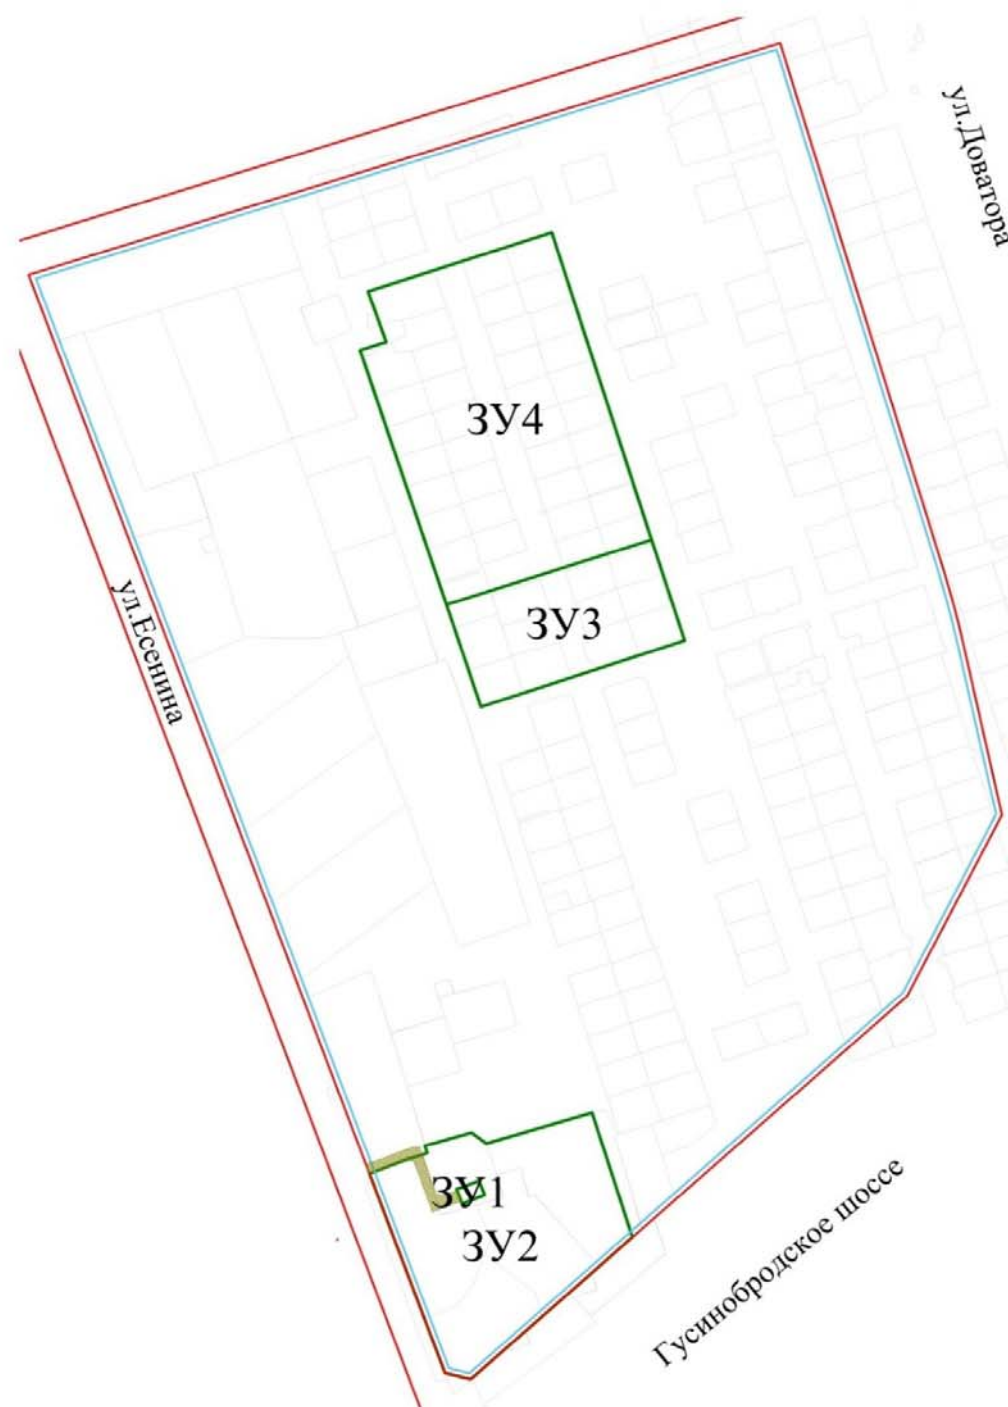 ул.Доватора
ЗУ4
ЗУ3
ул.Есенина
ЗУ1
ЗУ2
Гусинобродское шоссе